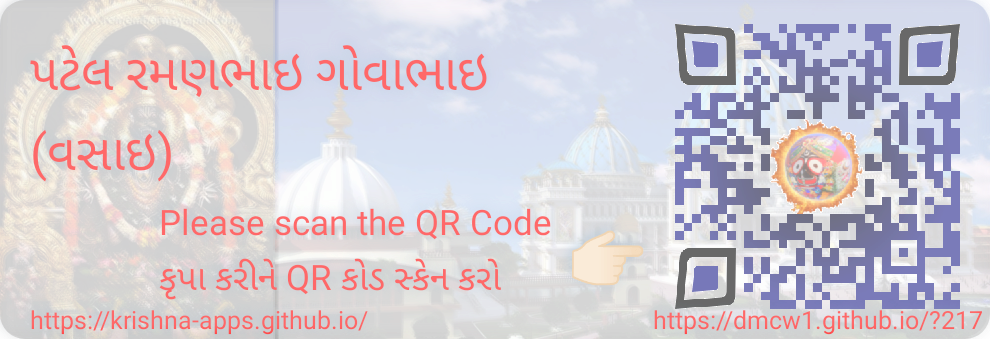 પટેલ રમણભાઇ ગોવાભાઇ
(વસાઇ)
Please scan the QR Code
કૃપા કરીને QR કોડ સ્કેન કરો
https://krishna-apps.github.io/
https://dmcw1.github.io/?217